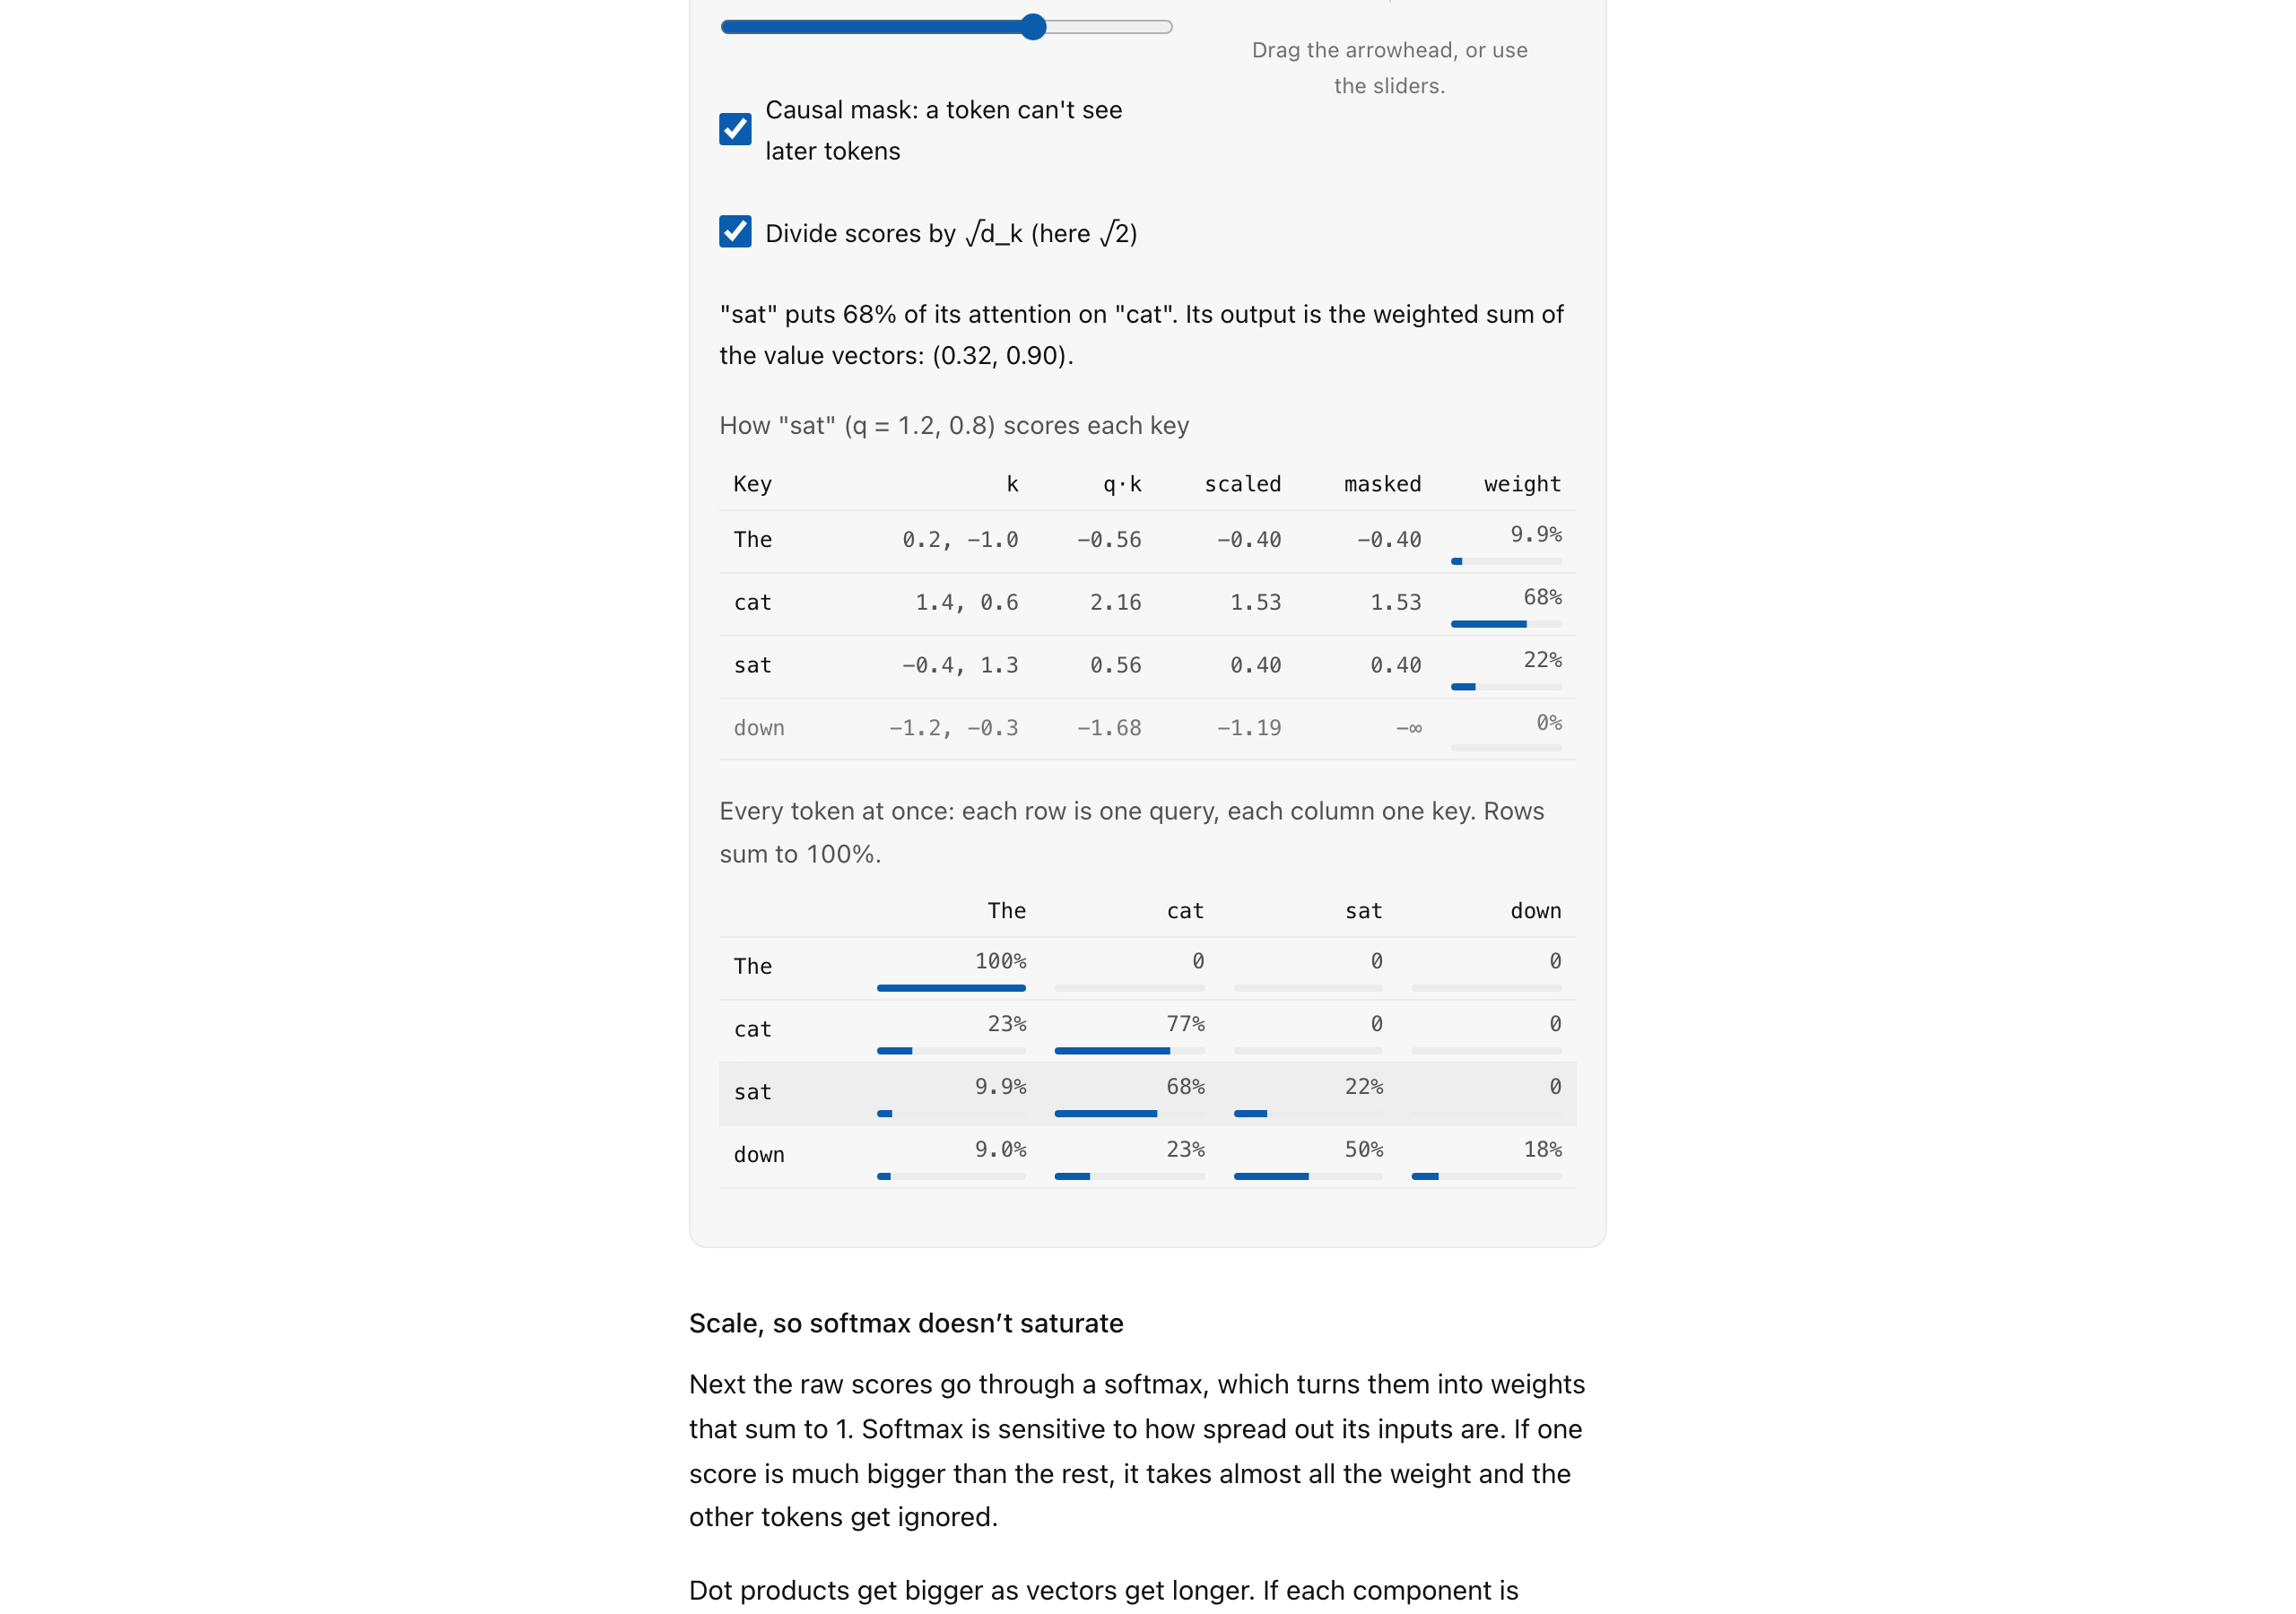 Drag the arrowhead, or use
the sliders.
Causal mask: a token can't see
later tokens
Divide scores by √d_k (here √2)
"sat" puts 68% of its attention on "cat". Its output is the weighted sum of
the value vectors: (0.32, 0.90).
How "sat" (q = 1.2, 0.8) scores each key
Key k q·k scaled masked weight
The 0.2, −1.0 −0.56 −0.40 −0.40 9.9%
cat 1.4, 0.6 2.16 1.53 1.53 68%
sat −0.4, 1.3 0.56 0.40 0.40 22%
down −1.2, −0.3 −1.68 −1.19 −∞ 0%
Every token at once: each row is one query, each column one key. Rows
sum to 100%.
The cat sat down
The 100% 0 0 0
cat 23% 77% 0 0
sat 9.9% 68% 22% 0
down 9.0% 23% 50% 18%
Scale, so softmax doesn’t saturate
Next the raw scores go through a softmax, which turns them into weights
that sum to 1. Softmax is sensitive to how spread out its inputs are. If one
score is much bigger than the rest, it takes almost all the weight and the
other tokens get ignored.
Dot products get bigger as vectors get longer. If each component is